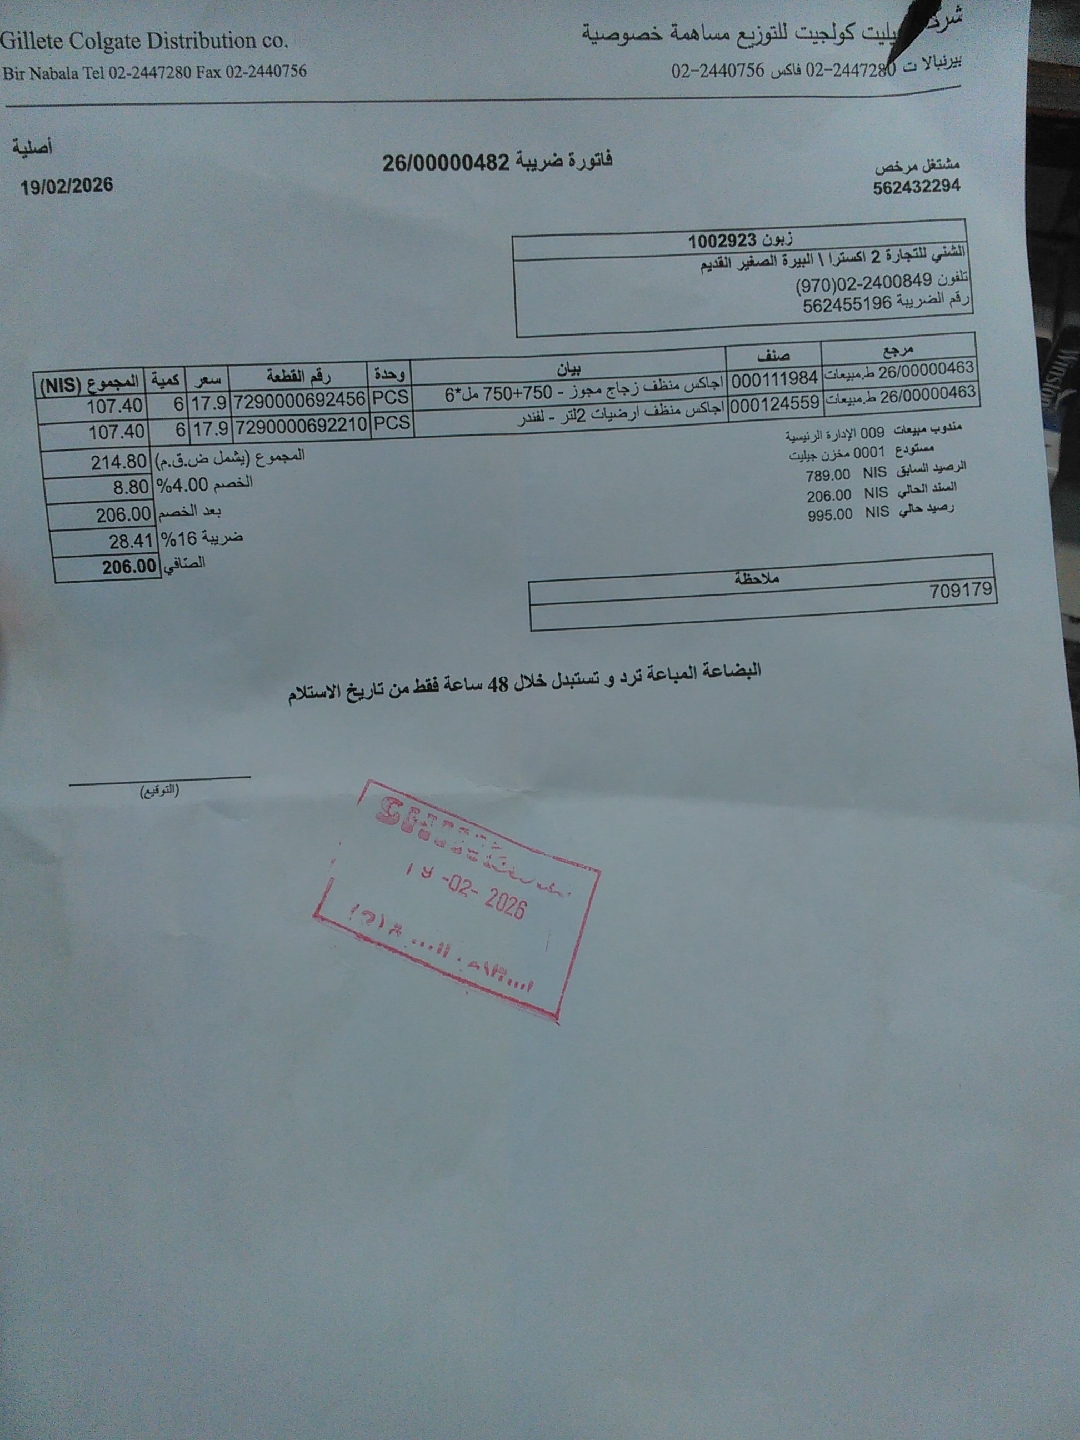 Gillete Colgate Distribution co.
Bir Nabala Tel 02-2447280 Fax 02-2440756
يليت كولجيت للتوزيع مساهمة خصوصية
بيرنبالا ت 02-2447280 فاكس 02-2440756
أصلية
19/02/2026
فاتورة ضريبة 26/00000482
مشتغل مرخص
562432294
زبون 1002923
الشني للتجارة 2 اكسترا \ البيرة الصغير القديم
تلفون 02-2400849(970)
رقم الضريبة 562455196
مرجع صنف بيان وحدة رقم القطعة سعر كمية المجموع (NIS)
26/00000463 ط.مبيعات 000111984 اجاكس منظف زجاج مجوز - 750+750 مل*6 PCS 7290000692456 17.9 6 107.40
26/00000463 ط.مبيعات 000124559 اجاكس منظف ارضيات 2لتر - لفندر PCS 7290000692210 17.9 6 107.40
المجموع (يشمل ض.ق.م) 214.80
الخصم 4.00% 8.80
بعد الخصم 206.00
ضريبة 16% 28.41
الصافي 206.00
مندوب مبيعات 009 الإدارة الرئيسية
مستودع 0001 مخزن جيليت
الرصيد السابق NIS 789.00
السند الحالي NIS 206.00
رصيد حالي NIS 995.00
ملاحظة
709179
البضاعة المباعة ترد و تستبدل خلال 48 ساعة فقط من تاريخ الاستلام
(التوقيع)
-02- 2026